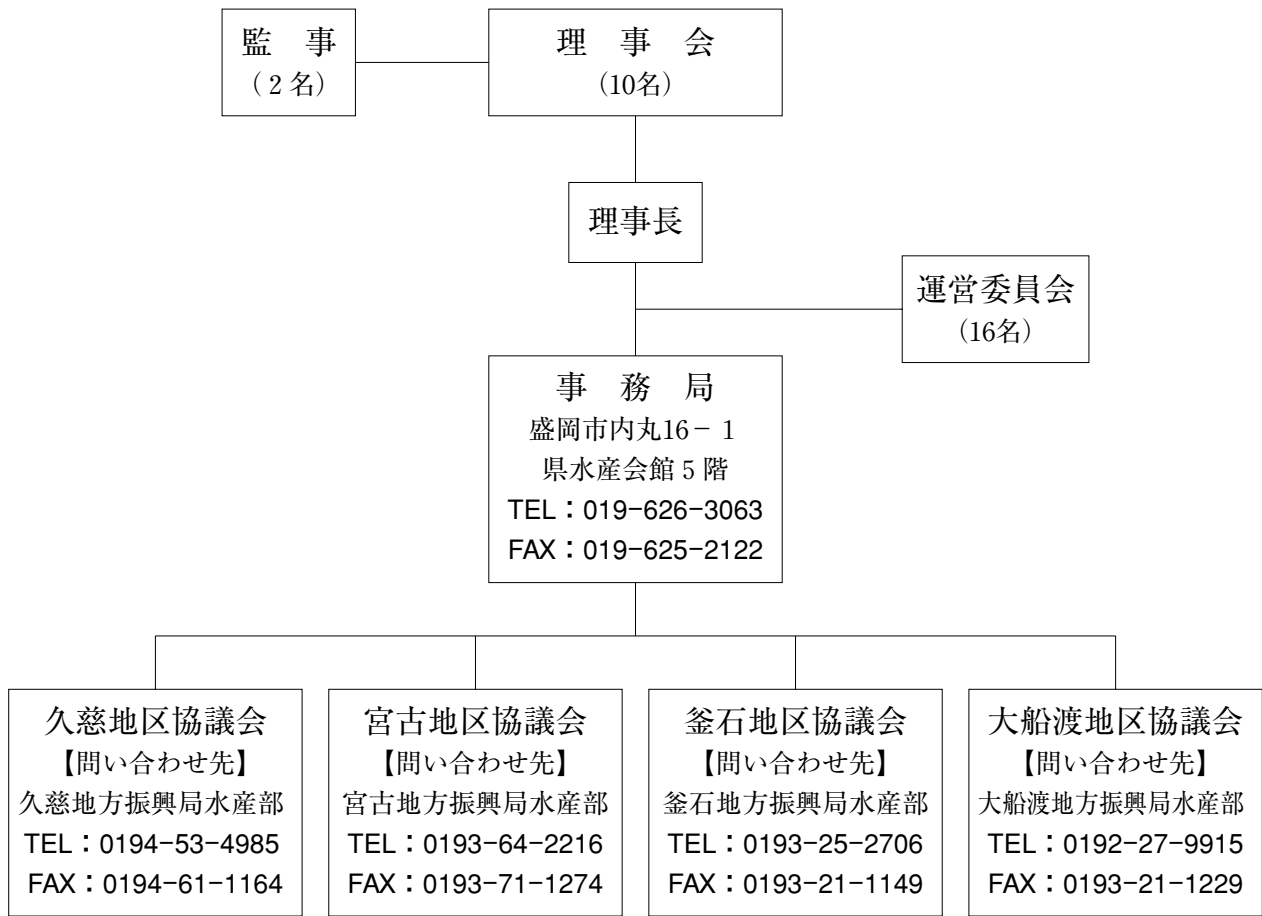 監　事
（2名）
理　事　会
（10名）
理事長
運営委員会
（16名）
事　務　局
盛岡市内丸16－1
県水産会館5階
TEL：019-626-3063
FAX：019-625-2122
久慈地区協議会
【問い合わせ先】
久慈地方振興局水産部
TEL：0194-53-4985
FAX：0194-61-1164
宮古地区協議会
【問い合わせ先】
宮古地方振興局水産部
TEL：0193-64-2216
FAX：0193-71-1274
釜石地区協議会
【問い合わせ先】
釜石地方振興局水産部
TEL：0193-25-2706
FAX：0193-21-1149
大船渡地区協議会
【問い合わせ先】
大船渡地方振興局水産部
TEL：0192-27-9915
FAX：0193-21-1229